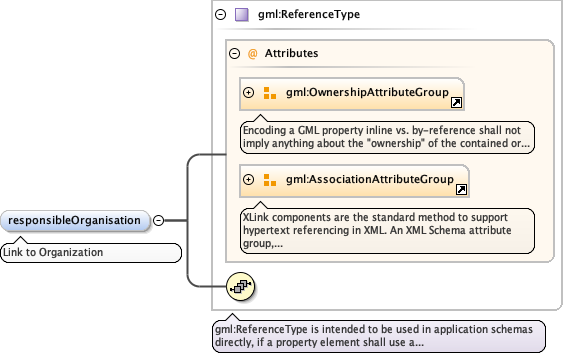 gml:ReferenceType
@ Attributes
gml:OwnershipAttributeGroup
Encoding a GML property inline vs. by-reference shall not
imply anything about the "ownership" of the contained or...
gml:AssociationAttributeGroup
XLink components are the standard method to support
hypertext referencing in XML. An XML Schema attribute
group,...
responsibleOrganisation
Link to Organization
gml:ReferenceType is intended to be used in application schemas
directly, if a property element shall use a...